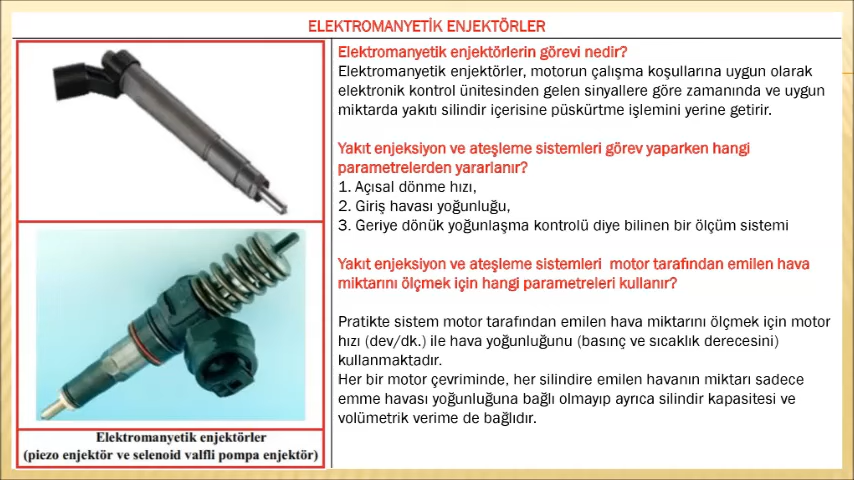 ELEKTROMANYETİK ENJEKTÖRLER
Elektromanyetik enjektörlerin görevi nedir?
Elektromanyetik enjektörler, motorun çalışma koşullarına uygun olarak
elektronik kontrol ünitesinden gelen sinyallere göre zamanında ve uygun
miktarda yakıtı silindir içerisine püskürtme işlemini yerine getirir.
Yakıt enjeksiyon ve ateşleme sistemleri görev yaparken hangi
parametrelerden yararlanır?
1. Açısal dönme hızı,
2. Giriş havası yoğunluğu,
3. Geriye dönük yoğunlaşma kontrolü diye bilinen bir ölçüm sistemi
Yakıt enjeksiyon ve ateşleme sistemleri motor tarafından emilen hava
miktarını ölçmek için hangi parametreleri kullanır?
Pratikte sistem motor tarafından emilen hava miktarını ölçmek için motor
hızı (dev/dk.) ile hava yoğunluğunu (basınç ve sıcaklık derecesini)
kullanmaktadır.
Her bir motor çevriminde, her silindire emilen havanın miktarı sadece
emme havası yoğunluğuna bağlı olmayıp ayrıca silindir kapasitesi ve
volümetrik verime de bağlıdır.
Elektromanyetik enjektörler
(piezo enjektör ve selenoid valfli pompa enjektör)